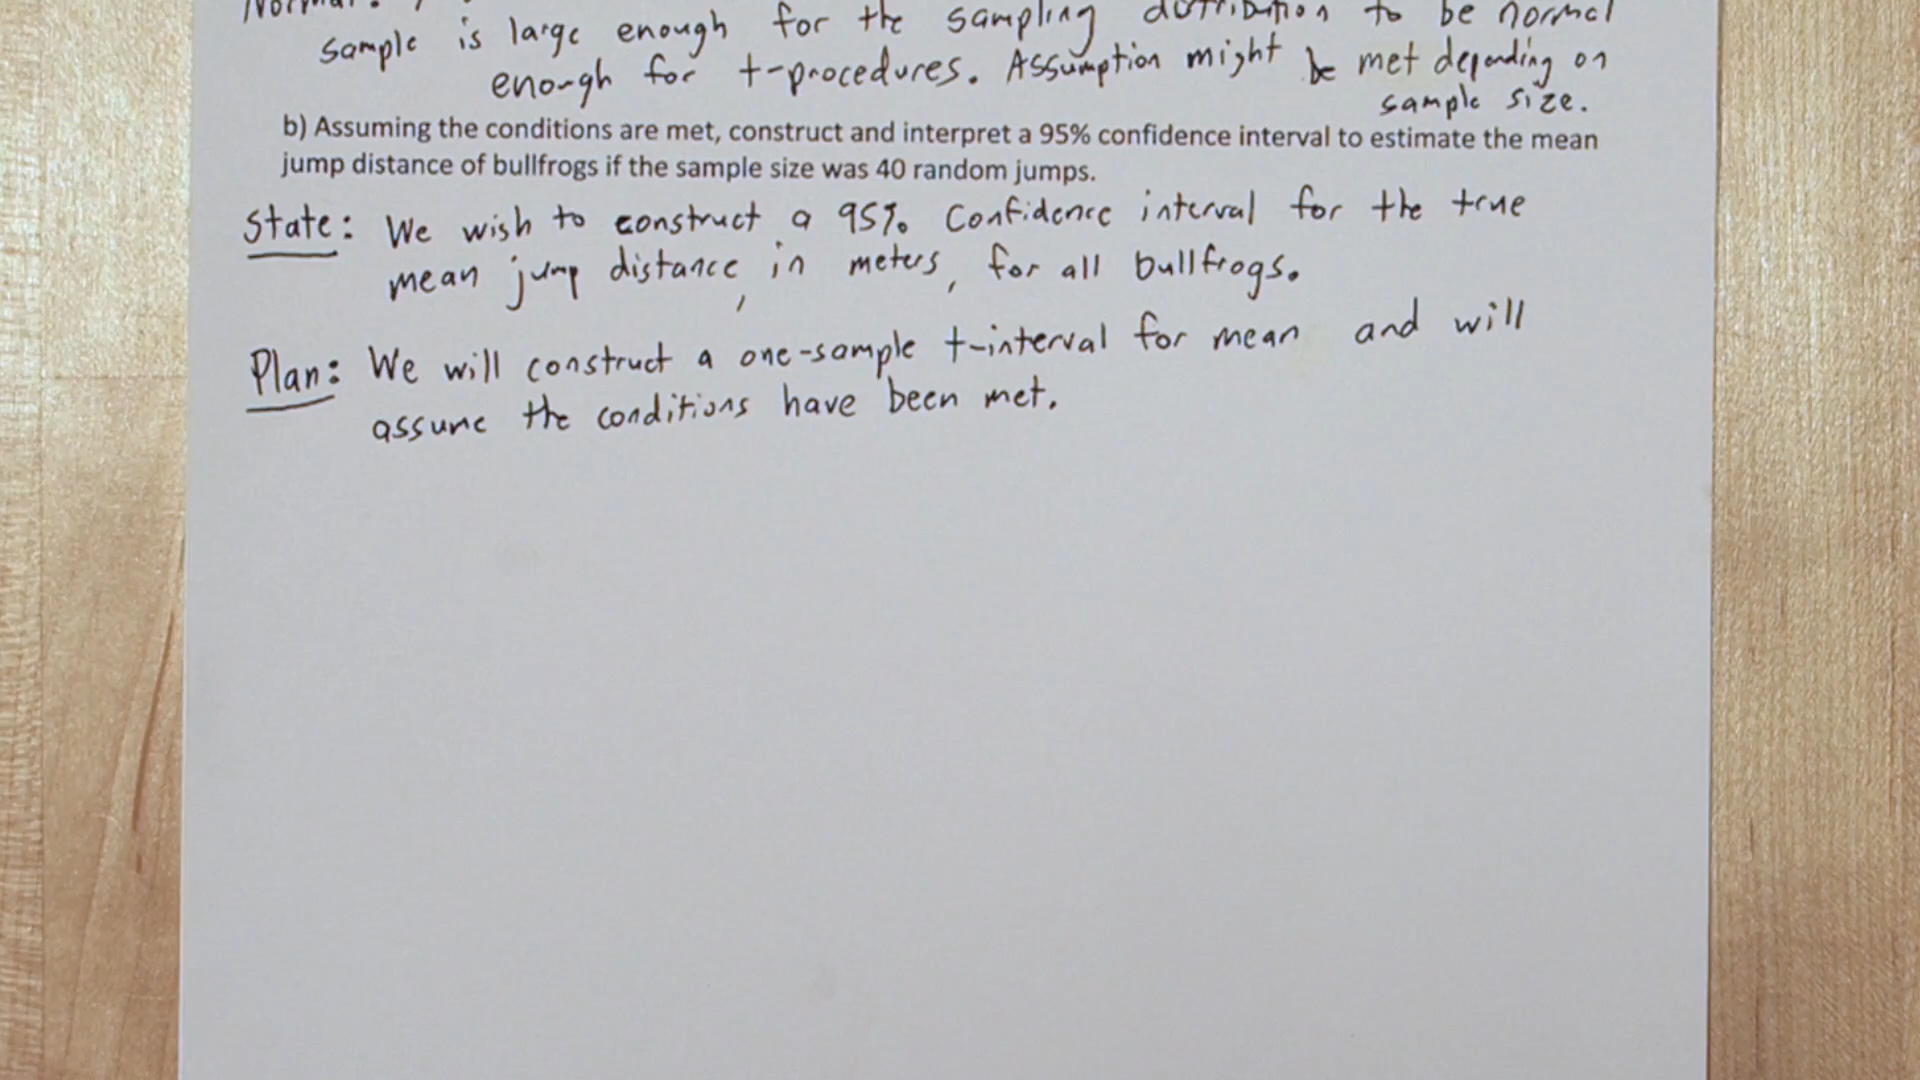 Normal:
sample is large enough for the sampling distribution to be normal
enough for t-procedures. Assumption might be met depending on
sample size.
b) Assuming the conditions are met, construct and interpret a 95% confidence interval to estimate the mean
jump distance of bullfrogs if the sample size was 40 random jumps.
State: We wish to construct a 95% Confidence interval for the true
mean jump distance, in meters, for all bullfrogs.
Plan: We will construct a one-sample t-interval for mean and will
assume the conditions have been met.